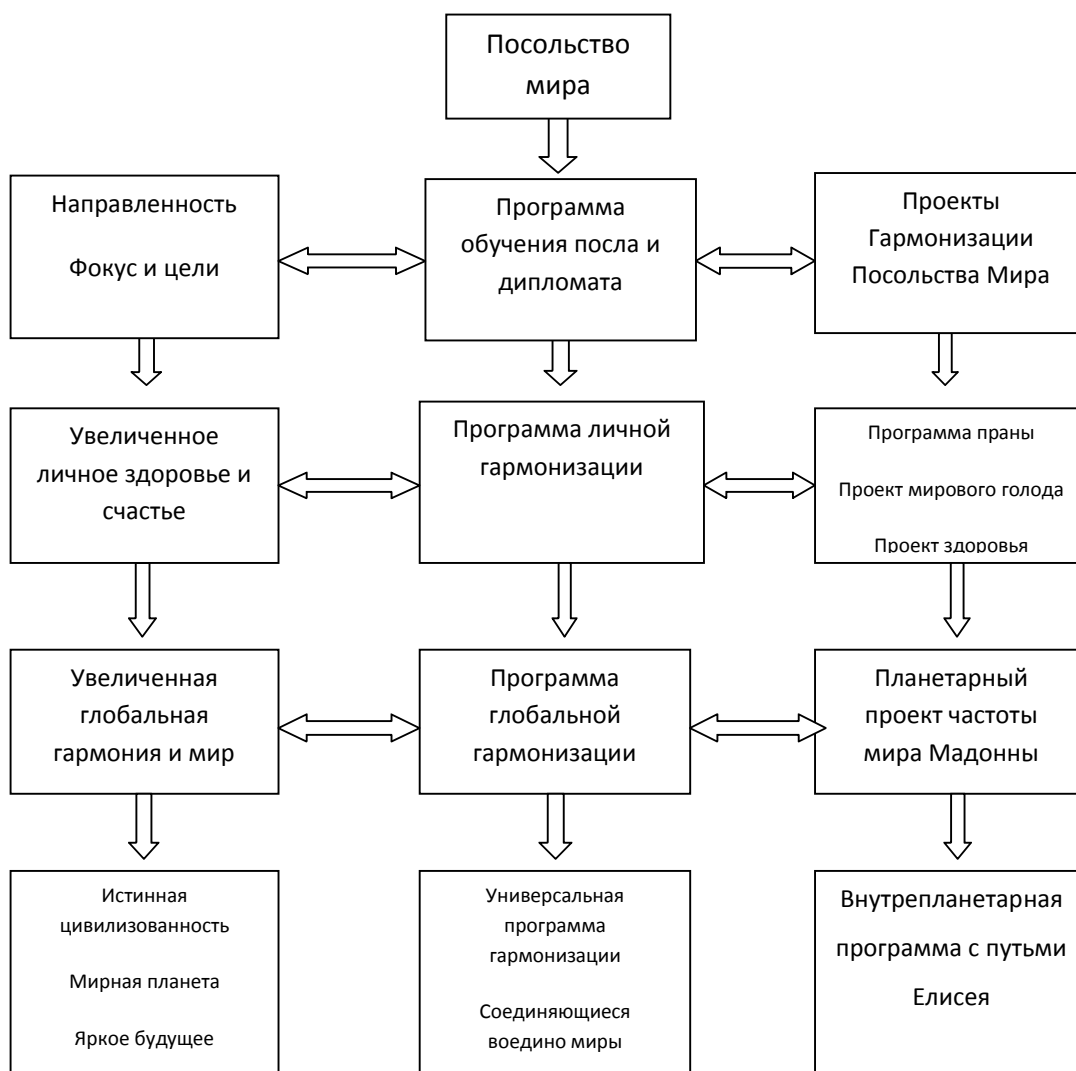 Посольство
мира
Направленность
Фокус и цели
Программа
обучения посла и
дипломата
Проекты
Гармонизации
Посольства Мира
Увеличенное
личное здоровье и
счастье
Программа личной
гармонизации
Программа праны
Проект мирового голода
Проект здоровья
Увеличенная
глобальная
гармония и мир
Программа
глобальной
гармонизации
Планетарный
проект частоты
мира Мадонны
Истинная
цивилизованность
Мирная планета
Яркое будущее
Универсальная
программа
гармонизации
Соединяющиеся
воедино миры
Внутрепланетарная
программа с путьми
Елисея